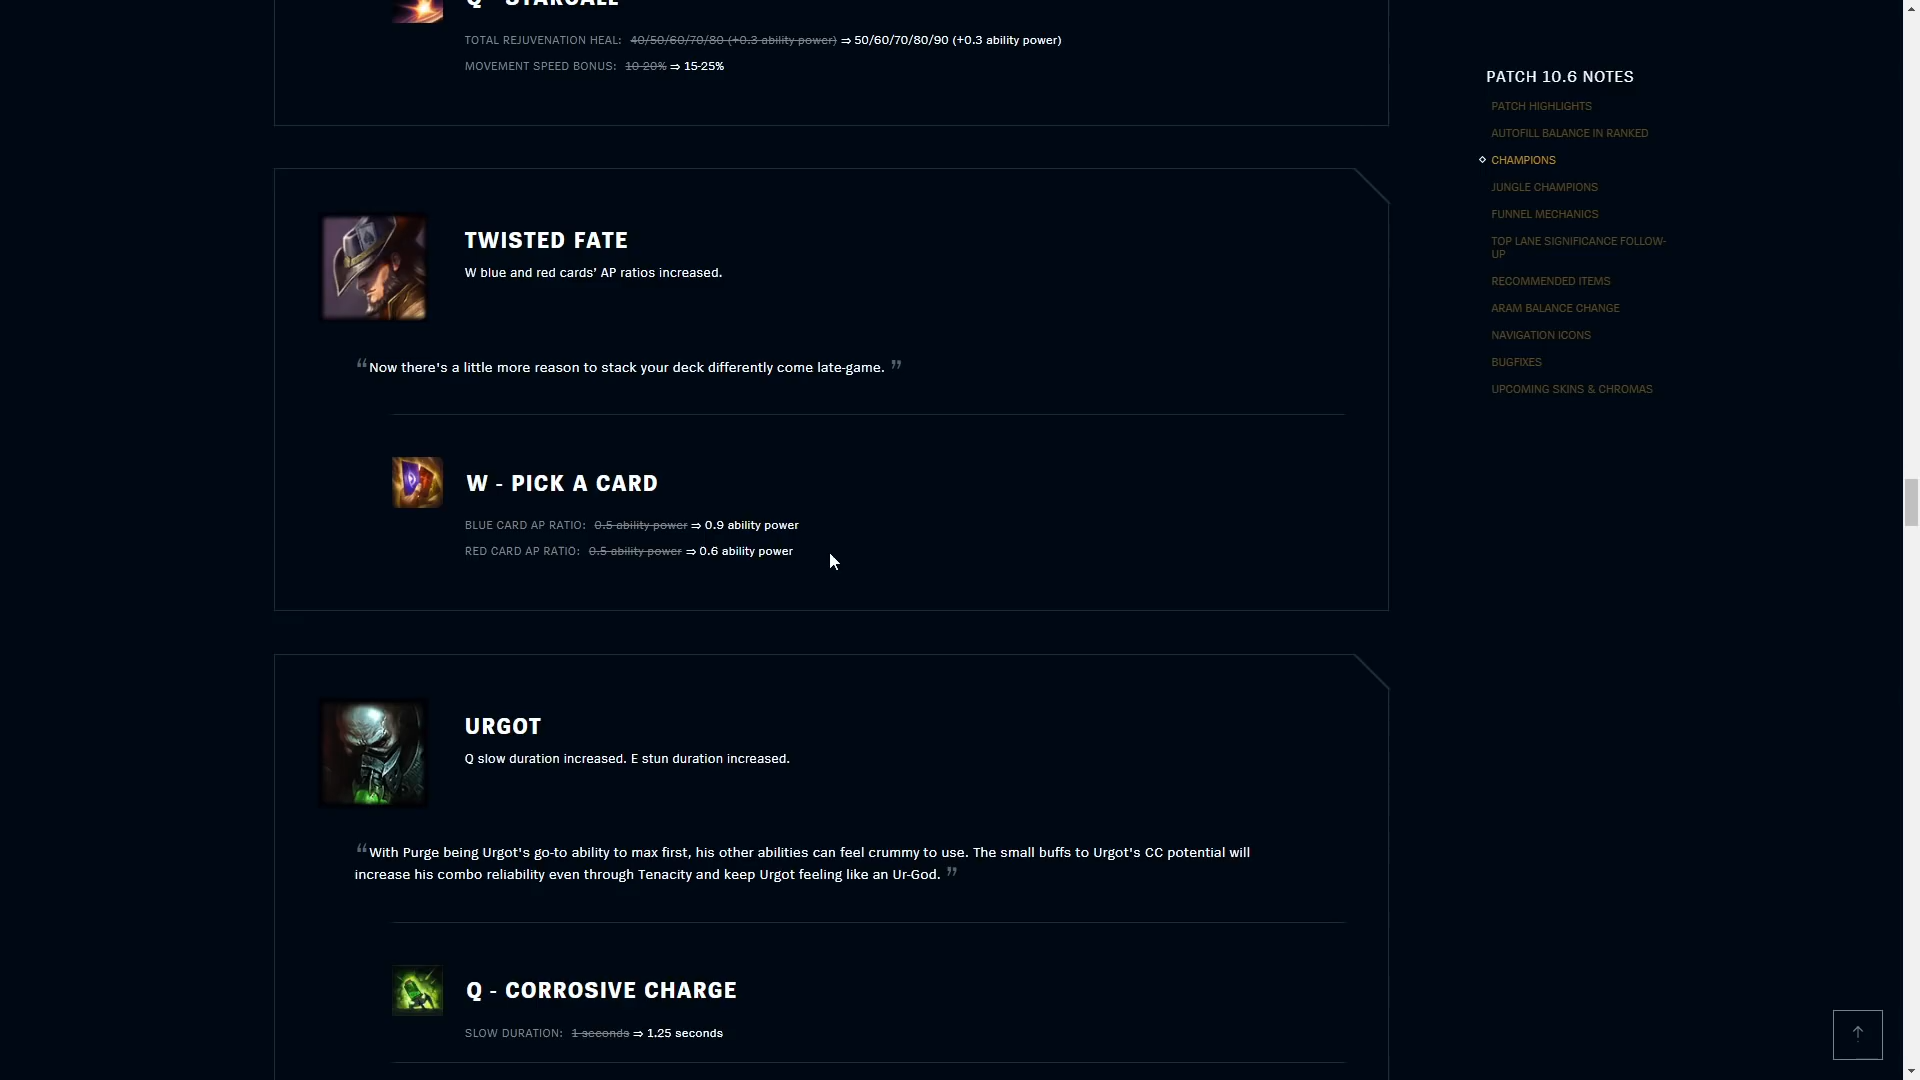 Q - STARCALL
TOTAL REJUVENATION HEAL: 40/50/60/70/80 (+0.3 ability power) ⇒ 50/60/70/80/90 (+0.3 ability power)
MOVEMENT SPEED BONUS: 10-20% ⇒ 15-25%
TWISTED FATE
W blue and red cards’ AP ratios increased.
“Now there's a little more reason to stack your deck differently come late-game. ”
W - PICK A CARD
BLUE CARD AP RATIO: 0.5 ability power ⇒ 0.9 ability power
RED CARD AP RATIO: 0.5 ability power ⇒ 0.6 ability power
URGOT
Q slow duration increased. E stun duration increased.
“With Purge being Urgot's go-to ability to max first, his other abilities can feel crummy to use. The small buffs to Urgot's CC potential will
increase his combo reliability even through Tenacity and keep Urgot feeling like an Ur-God. ”
Q - CORROSIVE CHARGE
SLOW DURATION: 1 seconds ⇒ 1.25 seconds
PATCH 10.6 NOTES
PATCH HIGHLIGHTS
AUTOFILL BALANCE IN RANKED
CHAMPIONS
JUNGLE CHAMPIONS
FUNNEL MECHANICS
TOP LANE SIGNIFICANCE FOLLOW-
UP
RECOMMENDED ITEMS
ARAM BALANCE CHANGE
NAVIGATION ICONS
BUGFIXES
UPCOMING SKINS & CHROMAS